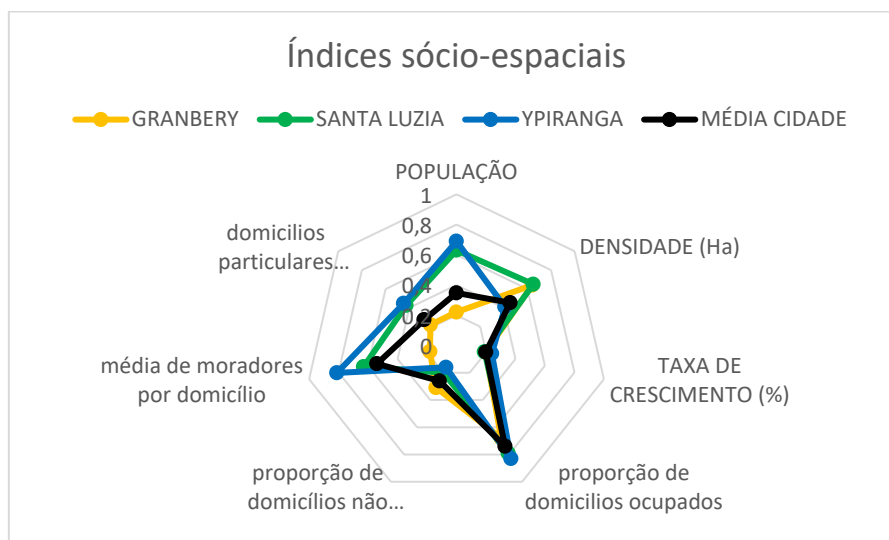 Índices sócio-espaciais
GRANBERY SANTA LUZIA YPIRANGA MÉDIA CIDADE
POPULAÇÃO
1
0,8
0,6
0,4
0,2
0
DENSIDADE (Ha)
TAXA DE
CRESCIMENTO (%)
proporção de
domicilios ocupados
proporção de
domicílios não...
média de moradores
por domicílio
domicilios
particulares...